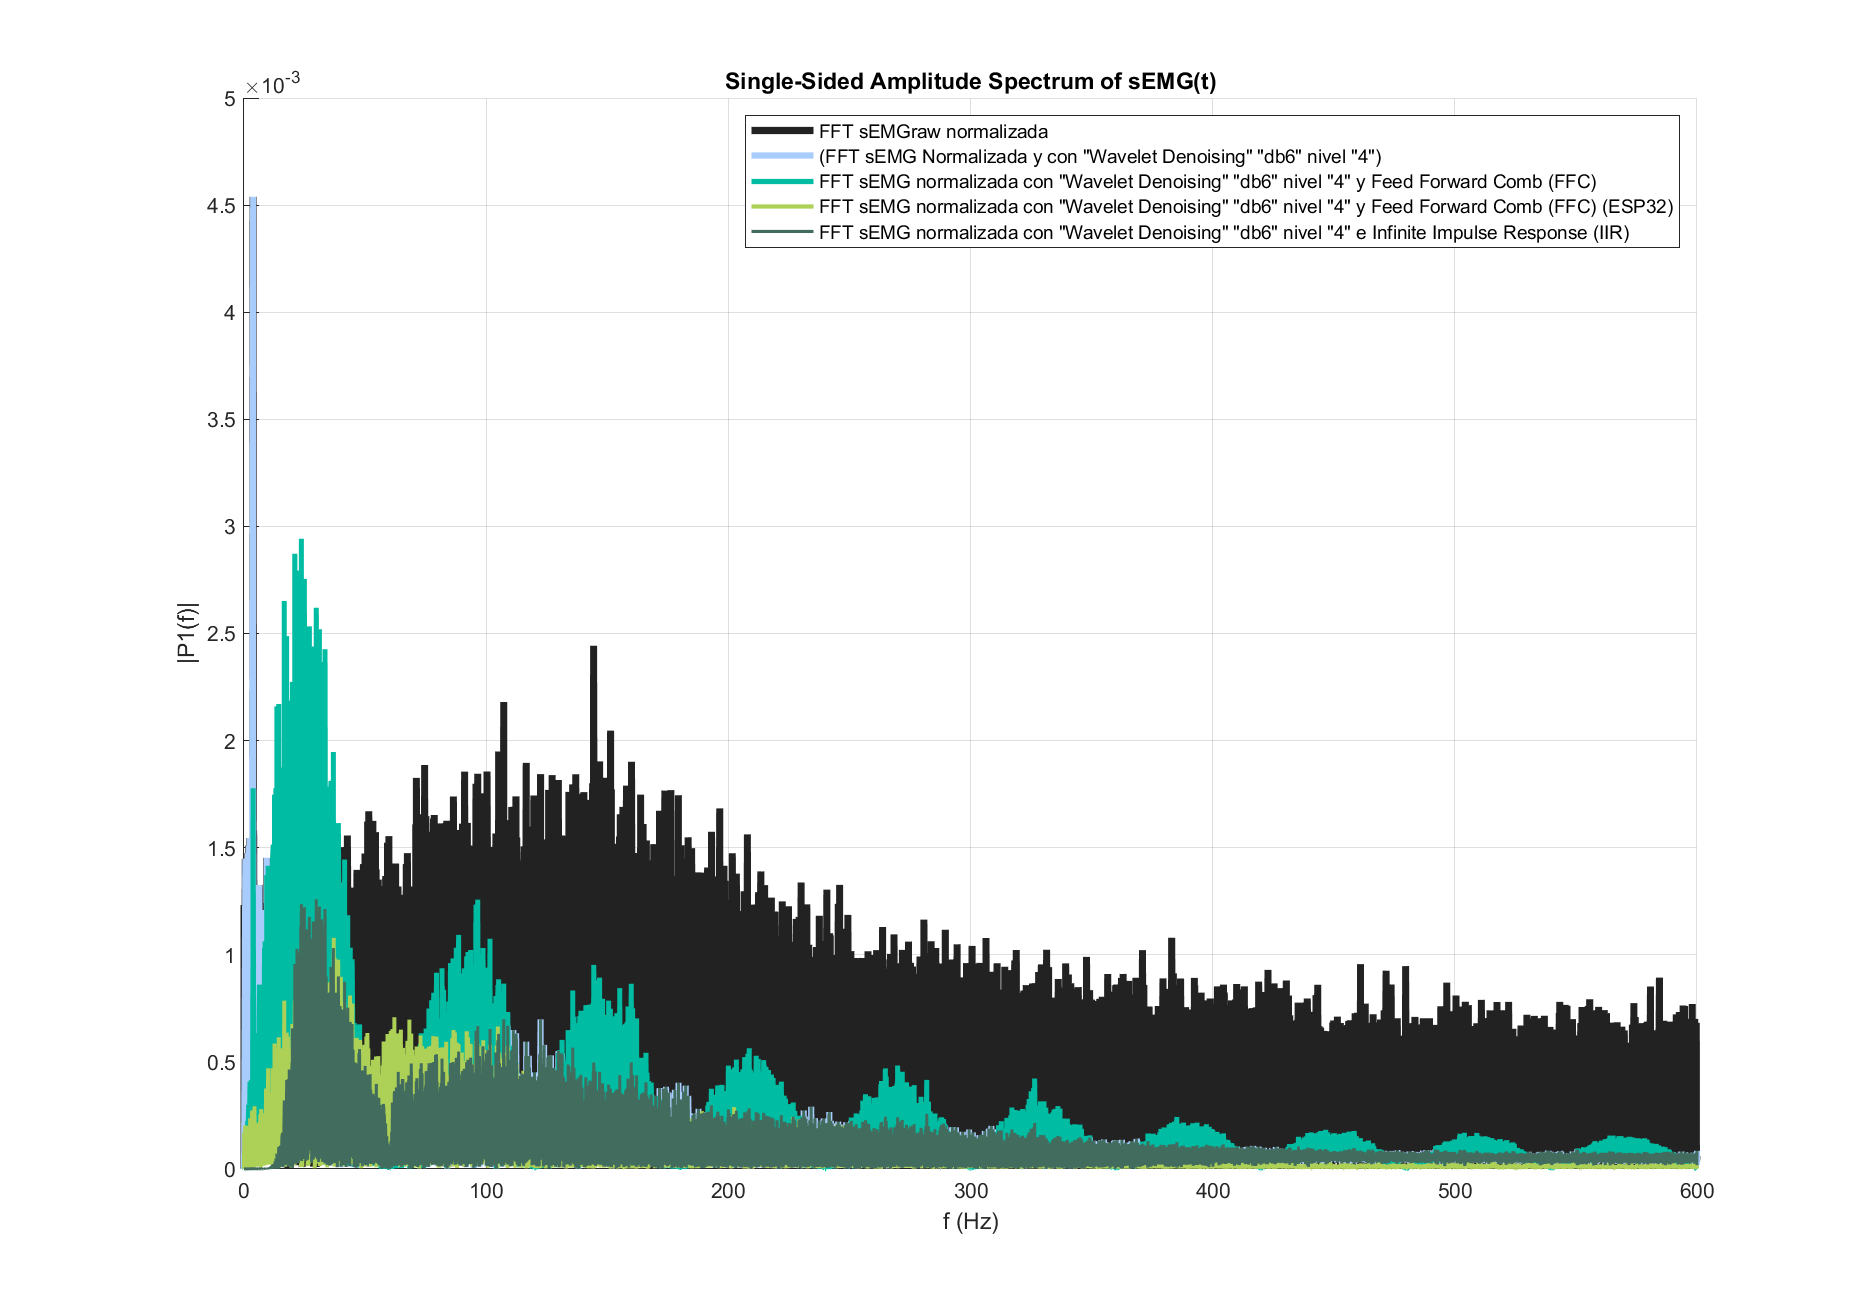 ×10-3
Single-Sided Amplitude Spectrum of sEMG(t)
FFT sEMGraw normalizada
(FFT sEMG Normalizada y con "Wavelet Denoising" "db6" nivel "4")
FFT sEMG normalizada con "Wavelet Denoising" "db6" nivel "4" y Feed Forward Comb (FFC)
FFT sEMG normalizada con "Wavelet Denoising" "db6" nivel "4" y Feed Forward Comb (FFC) (ESP32)
FFT sEMG normalizada con "Wavelet Denoising" "db6" nivel "4" e Infinite Impulse Response (IIR)
5
4.5
4
3.5
3
2.5
2
1.5
1
0.5
0
|P1(f)|
0 100 200 300 400 500 600
f (Hz)